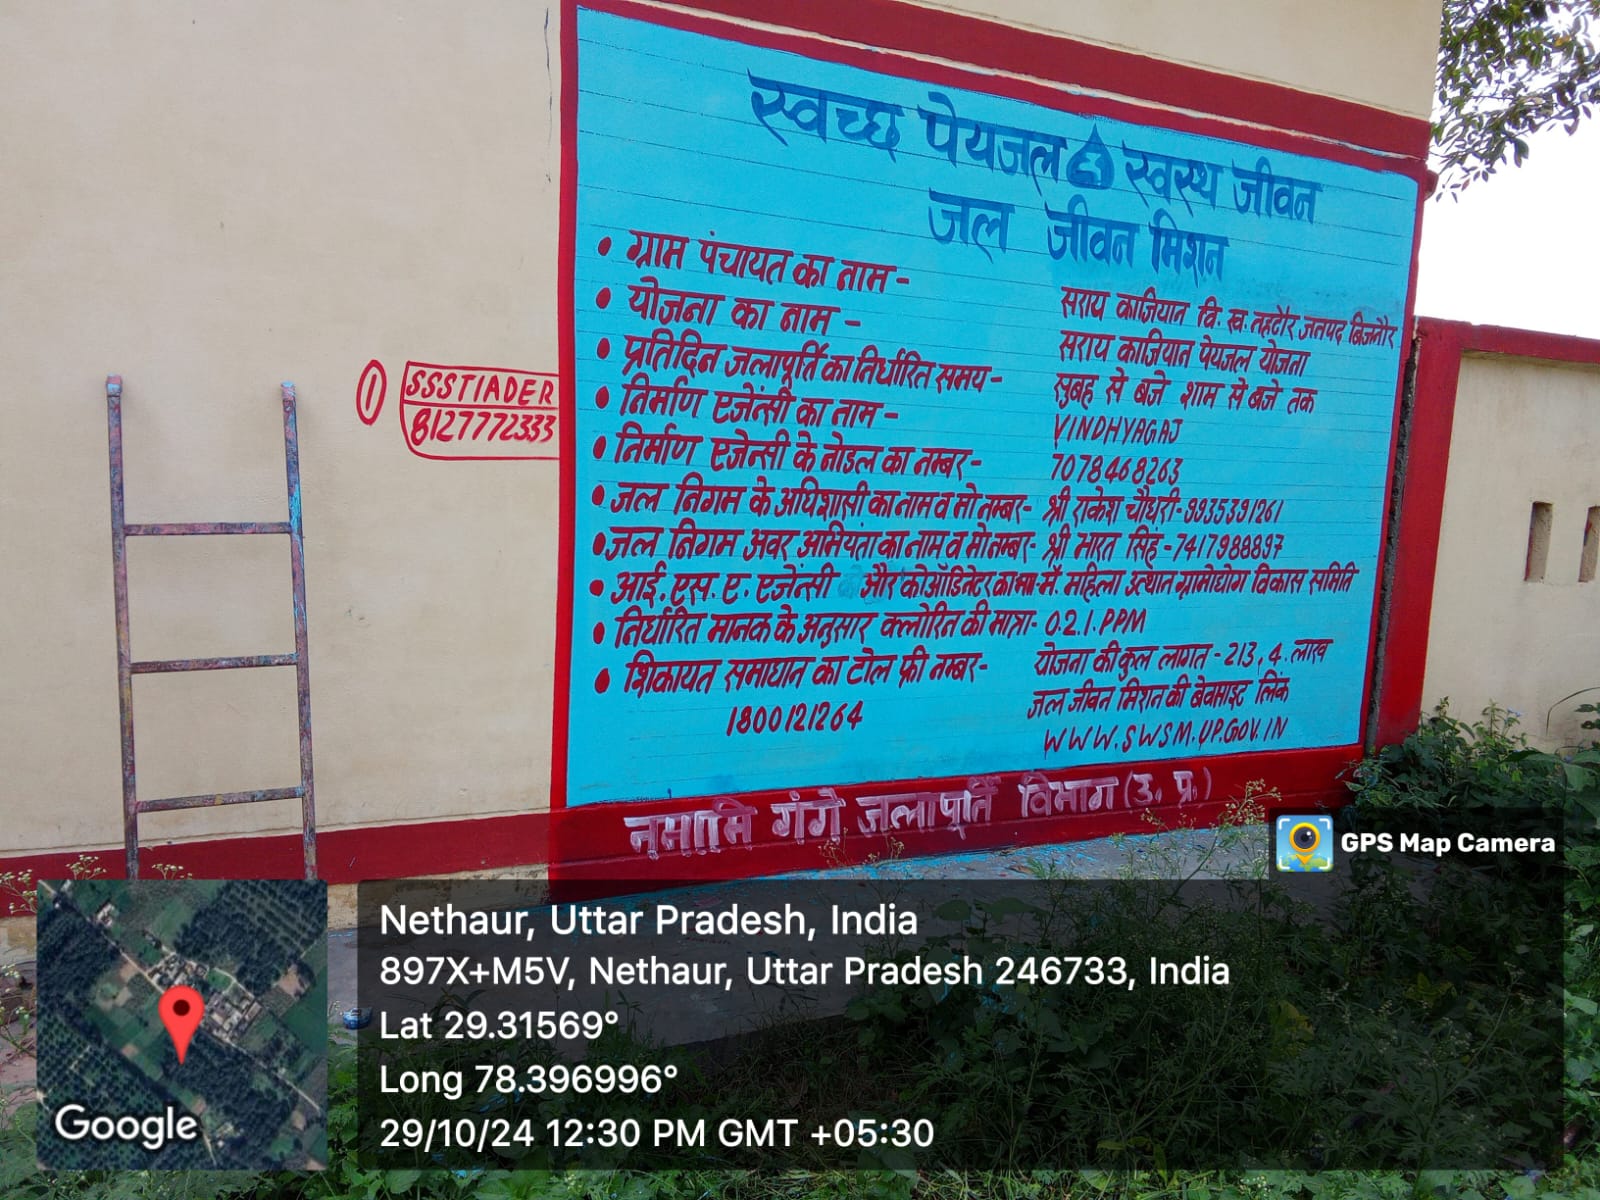 स्वच्छ पेयजल स्वस्थ जीवन
जल जीवन मिशन
• ग्राम पंचायत का नाम - सराय काजियान वि. ख. नहटौर जनपद बिजनौर
• योजना का नाम - सराय काजियान पेयजल योजना
• प्रतिदिन जलापूर्ति का निर्धारित समय - सुबह से बजे शाम से बजे तक
• निर्माण एजेंन्सी का नाम - VINDHYAGAJ
• निर्माण एजेन्सी के नोडल का नम्बर - 7078468263
• जल निगम के अधिशासी का नाम व मो नम्बर - श्री राकेश चौधरी - 9935391261
• जल निगम अवर अभियंता का नाम व मो नम्बर - श्री भारत सिंह - 7417988897
• आई. एस. ए. एजेंन्सी और कोऑडिनेटर का नाम - मै. महिला उत्थान ग्रामोद्योग विकास समिति
• निर्धारित मानक के अनुसार क्लोरिन की मात्रा - 0.2.1.PPM
• शिकायत समाधान का टोल फ्री नम्बर - योजना की कुल लागत - 213,4. लाख
1800121264 जल जीवन मिशन की बेवसाइट लिंक
WWW.SWSM.UP.GOV.IN
नमामि गंगे जलापूर्ति विभाग (उ. प्र.)
1 SSSTIADER
8127772333
GPS Map Camera
Nethaur, Uttar Pradesh, India
897X+M5V, Nethaur, Uttar Pradesh 246733, India
Lat 29.31569°
Long 78.396996°
29/10/24 12:30 PM GMT +05:30
Google